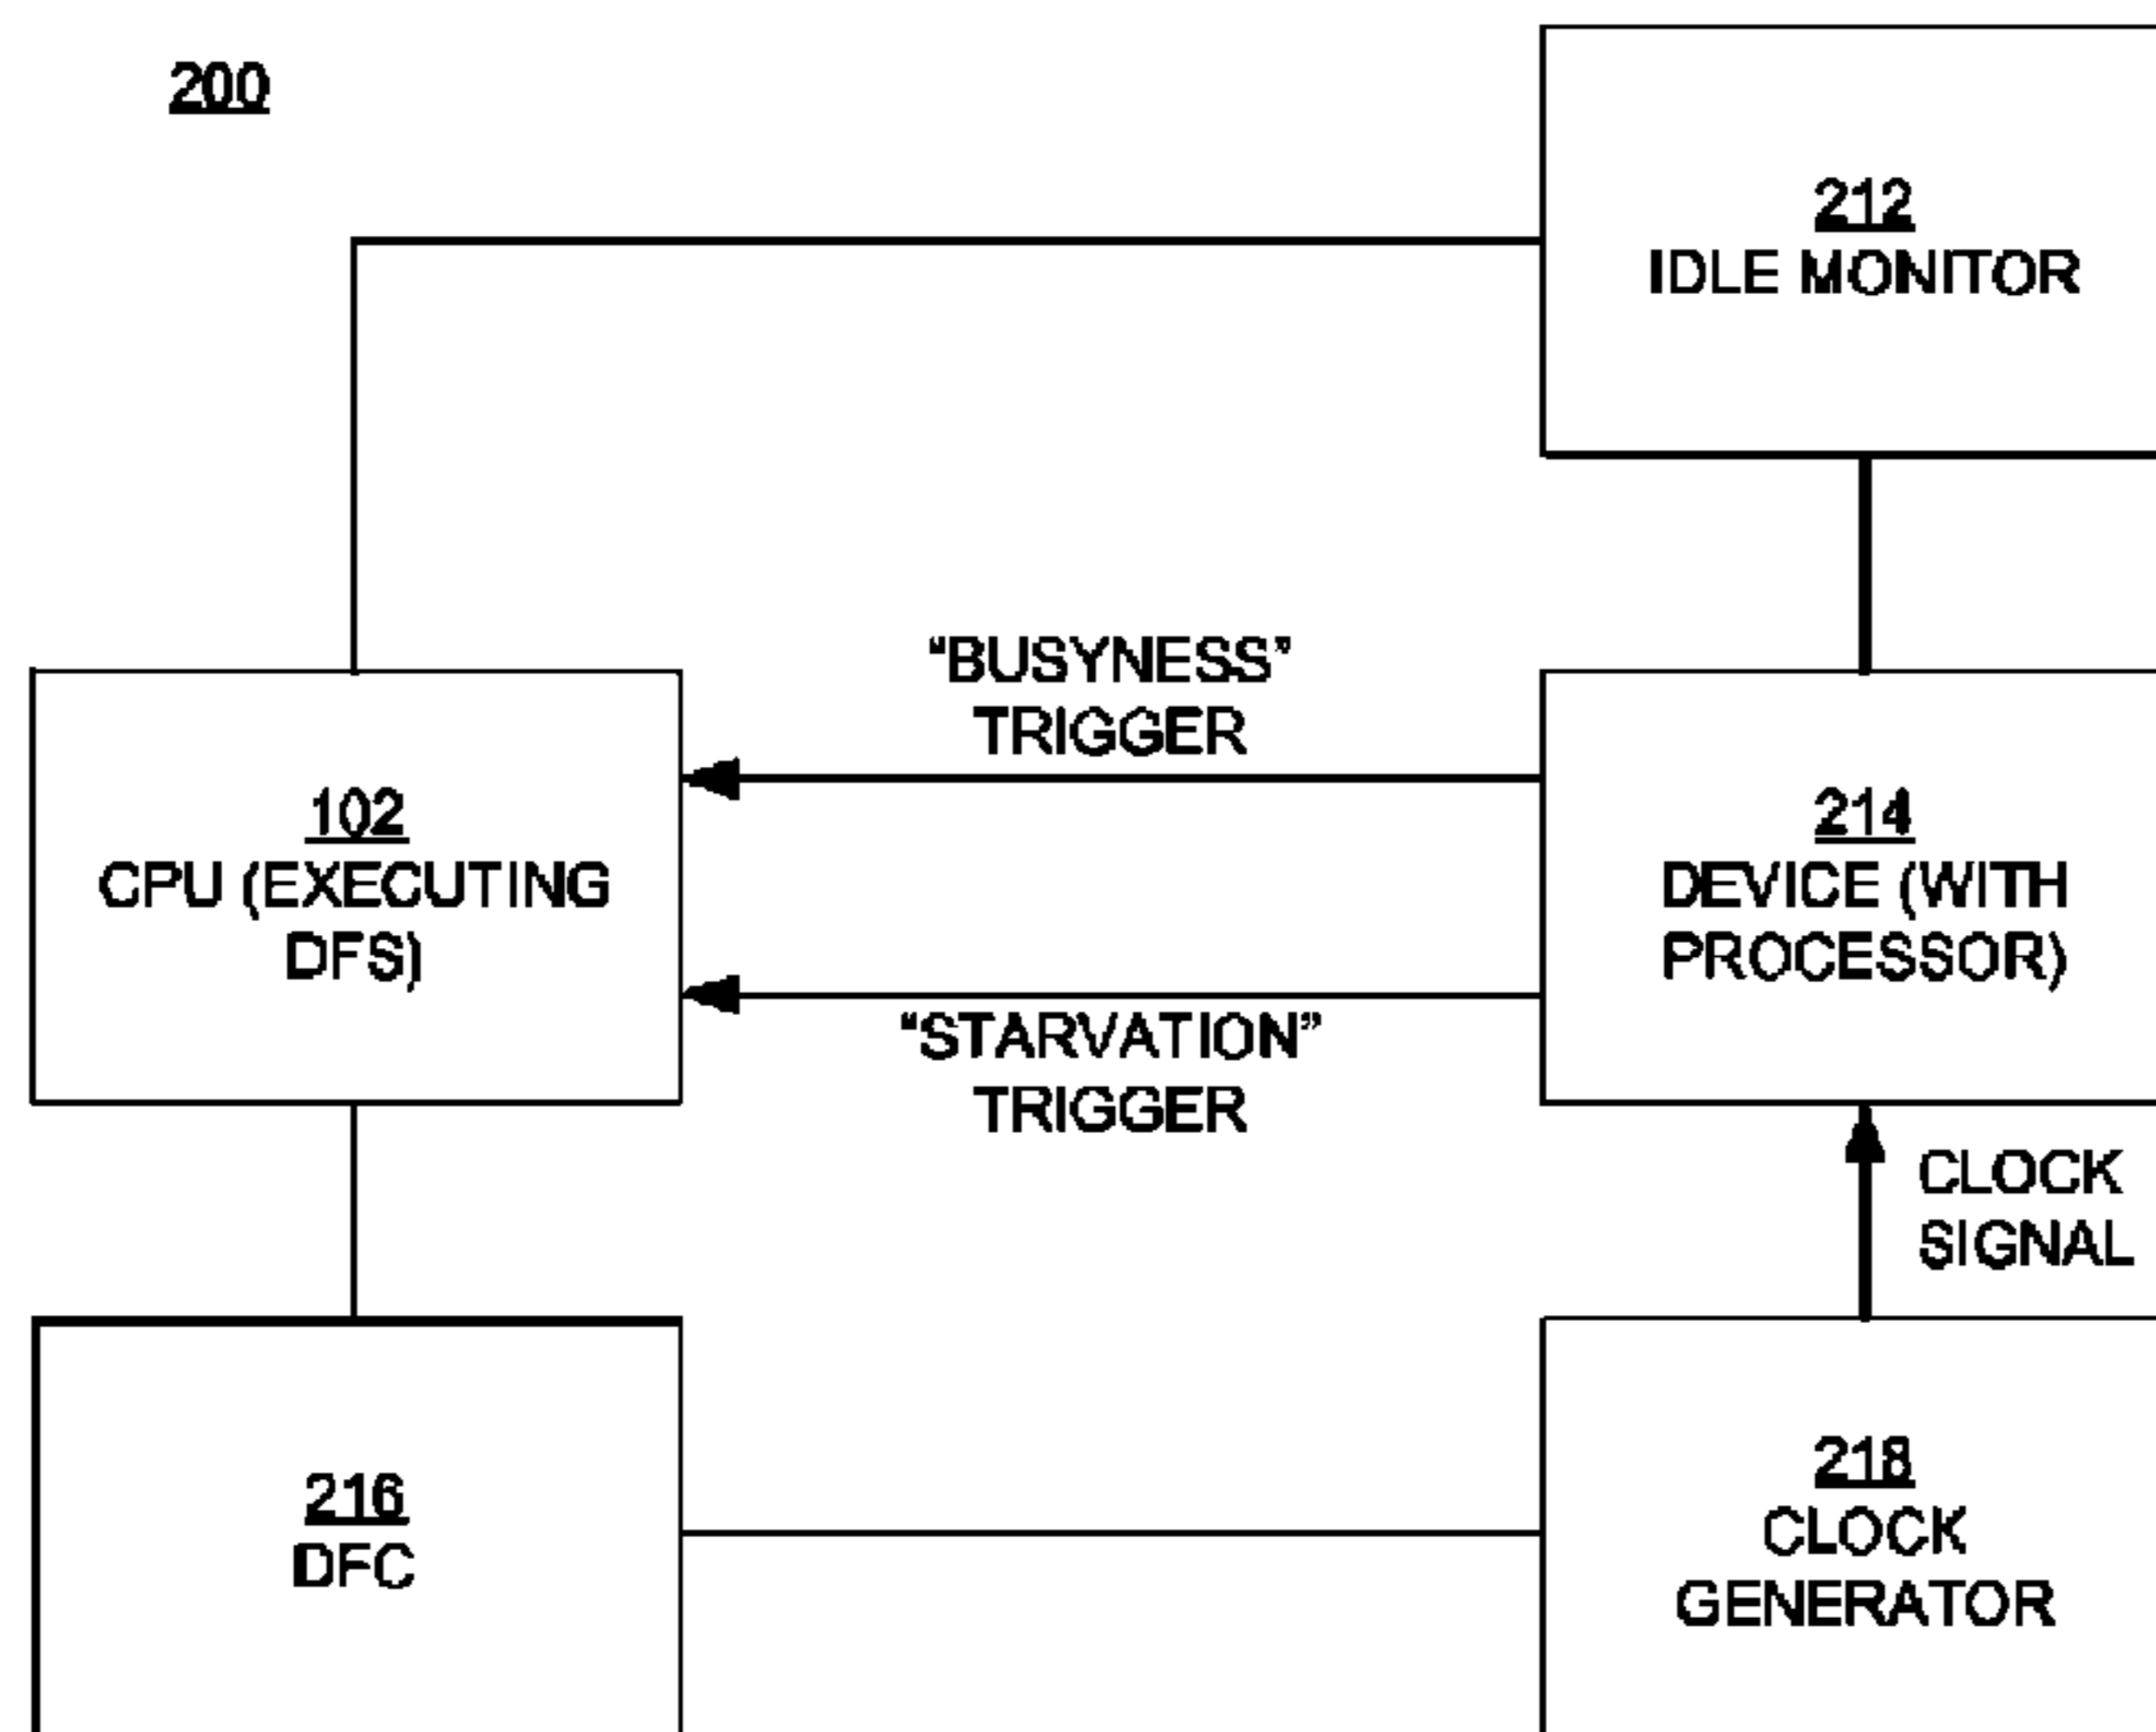 200
212
IDLE MONITOR
“BUSYNESS”
TRIGGER
102
CPU (EXECUTING
DFS)
214
DEVICE (WITH
PROCESSOR)
“STARVATION”
TRIGGER
CLOCK
SIGNAL
216
DFC
218
CLOCK
GENERATOR